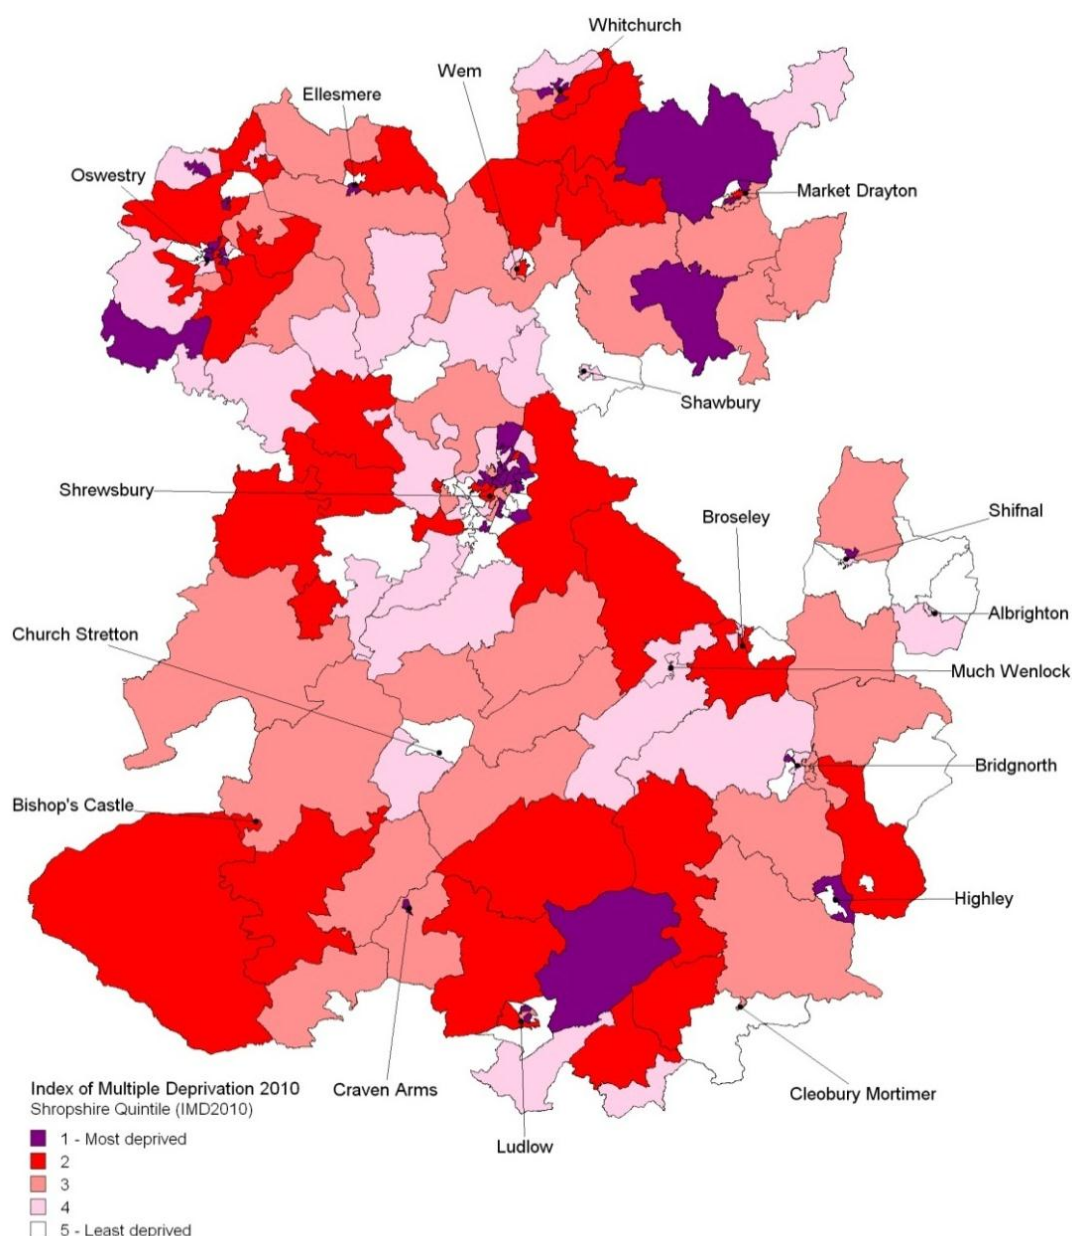 Whitchurch
Wem
Ellesmere
Oswestry
Market Drayton
Shawbury
Shrewsbury
Broseley
Shifnal
Albrighton
Church Stretton
Much Wenlock
Bridgnorth
Bishop's Castle
Highley
Craven Arms
Cleobury Mortimer
Ludlow
Index of Multiple Deprivation 2010
Shropshire Quintile (IMD2010)
1 - Most deprived
2
3
4
5 - Least deprived